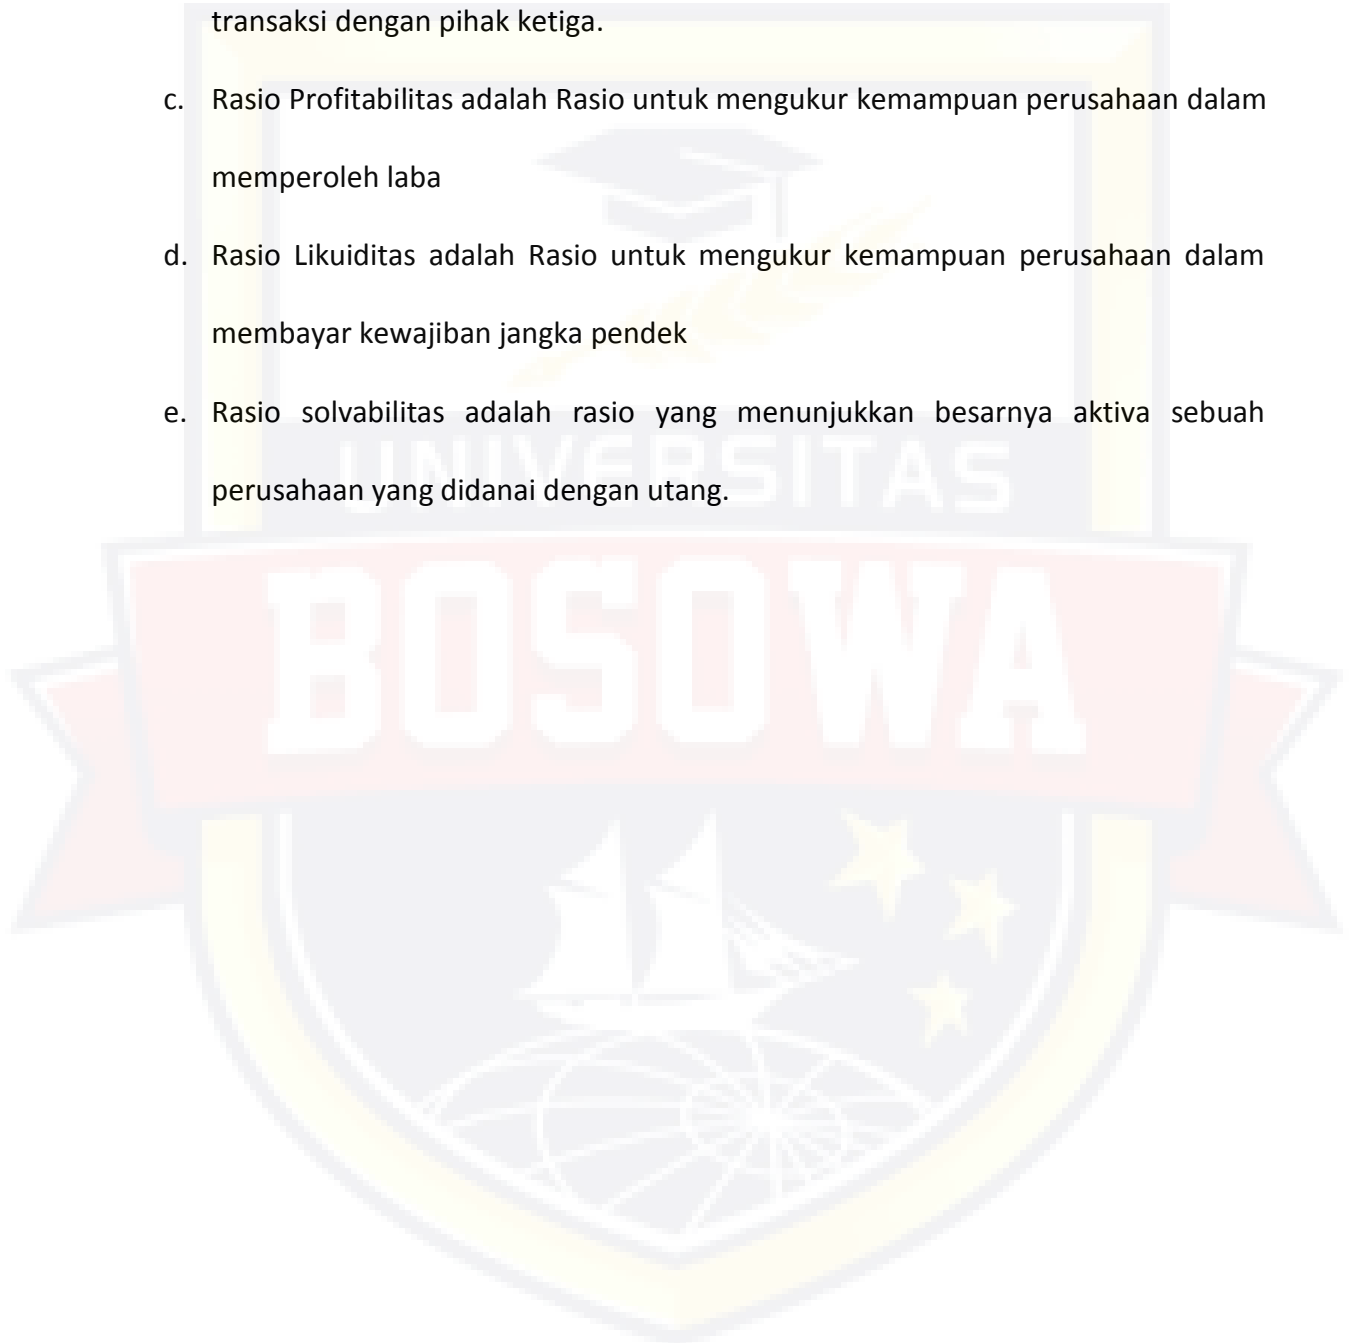 transaksi dengan pihak ketiga.
c. Rasio Profitabilitas adalah Rasio untuk mengukur kemampuan perusahaan dalam
memperoleh laba
d. Rasio Likuiditas adalah Rasio untuk mengukur kemampuan perusahaan dalam
membayar kewajiban jangka pendek
e. Rasio solvabilitas adalah rasio yang menunjukkan besarnya aktiva sebuah
perusahaan yang didanai dengan utang.
UNIVERSITAS
BOSOWA